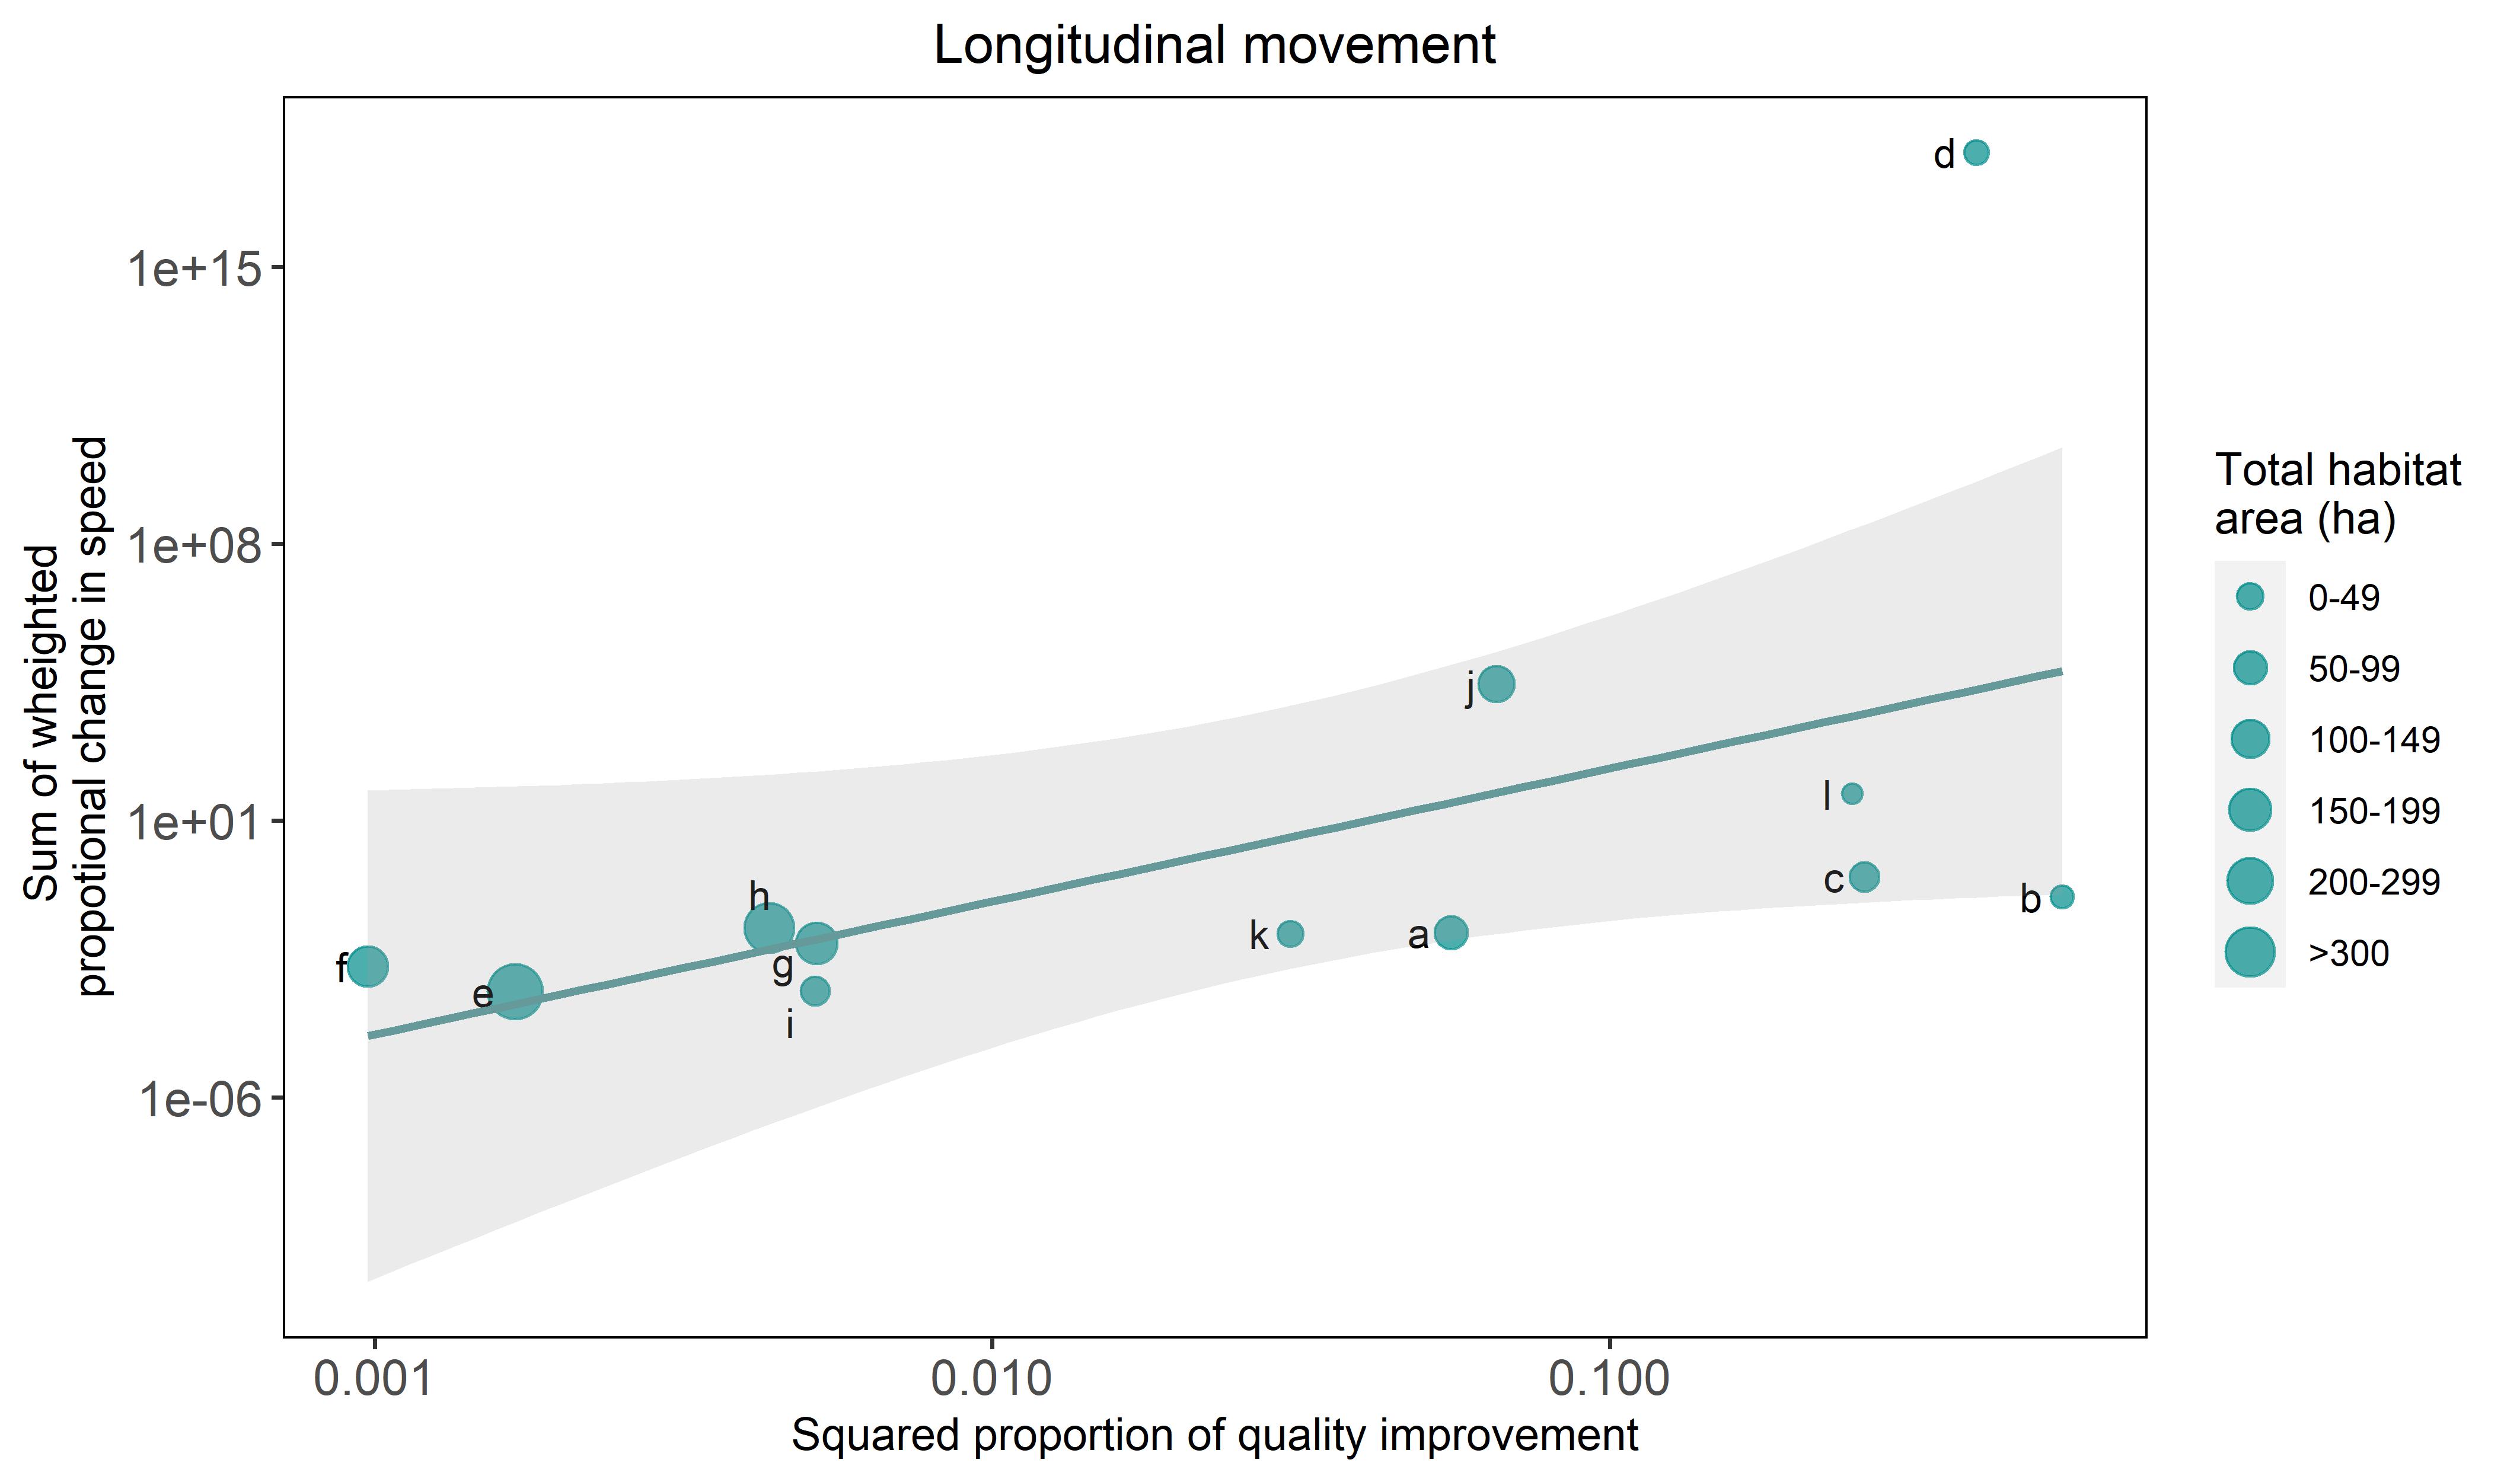 Longitudinal movement
Sum of wheighted
propotional change in speed
1e+15
1e+08
1e+01
1e-06
d
j
l
c
b
h
k
a
f
g
e
i
0.001
0.010
0.100
Squared proportion of quality improvement
Total habitat
area (ha)
0-49
50-99
100-149
150-199
200-299
>300